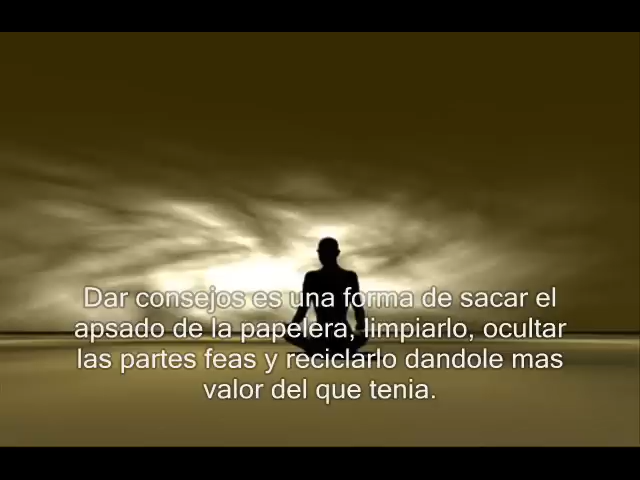 Dar consejos es una forma de sacar el
apsado de la papelera, limpiarlo, ocultar
las partes feas y reciclarlo dandole mas
valor del que tenia.